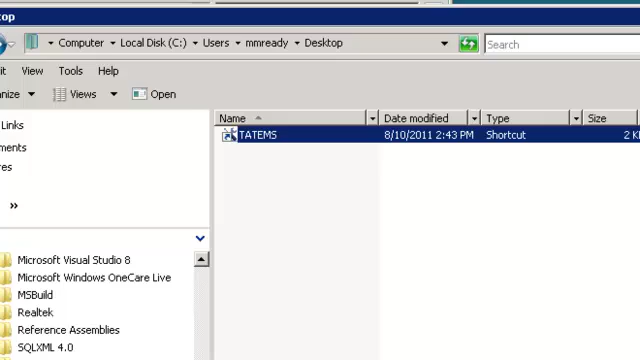 top
Computer ▸ Local Disk (C:) ▸ Users ▸ mmready ▸ Desktop
Search
it View Tools Help
anize Views Open
Links
Name Date modified Type Size
TATEMS 8/10/2011 2:43 PM Shortcut 2 K
ments
res
»
Microsoft Visual Studio 8
Microsoft Windows OneCare Live
MSBuild
Realtek
Reference Assemblies
SQLXML 4.0